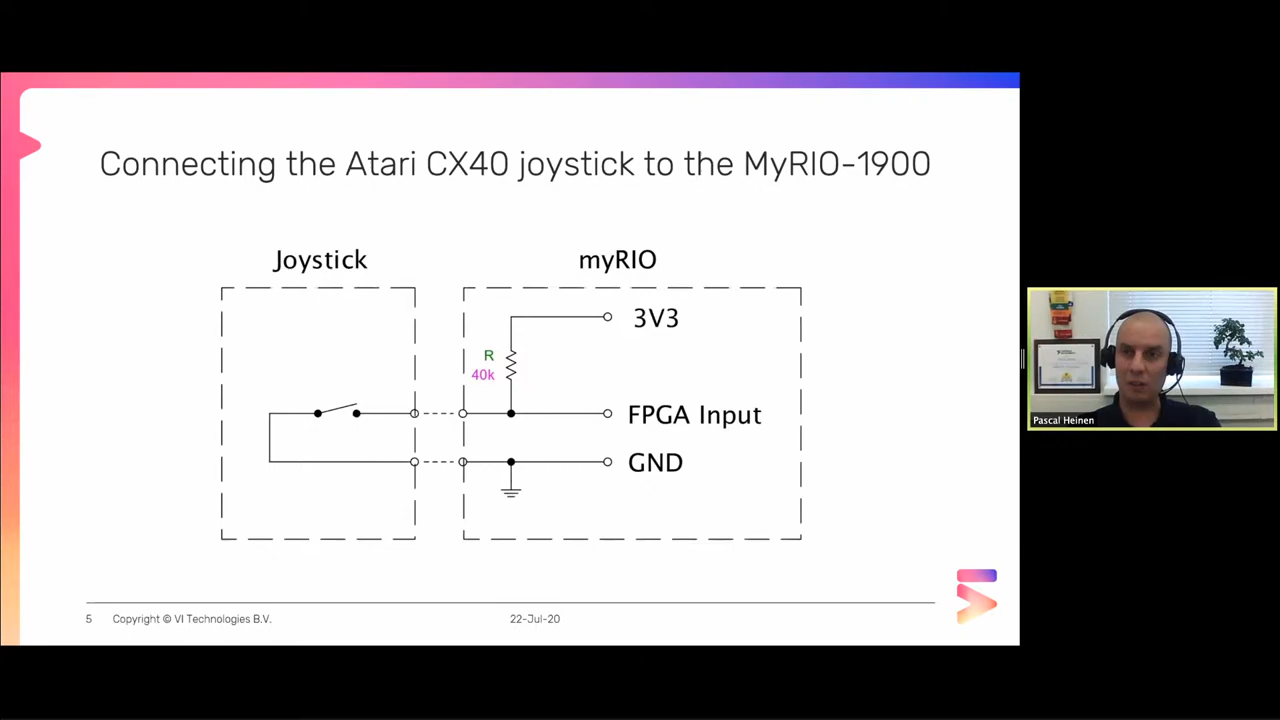 Connecting the Atari CX40 joystick to the MyRIO-1900
Joystick
myRIO
3V3
R
40k
FPGA Input
GND
5 Copyright © VI Technologies B.V. 22-Jul-20
Pascal Heinen